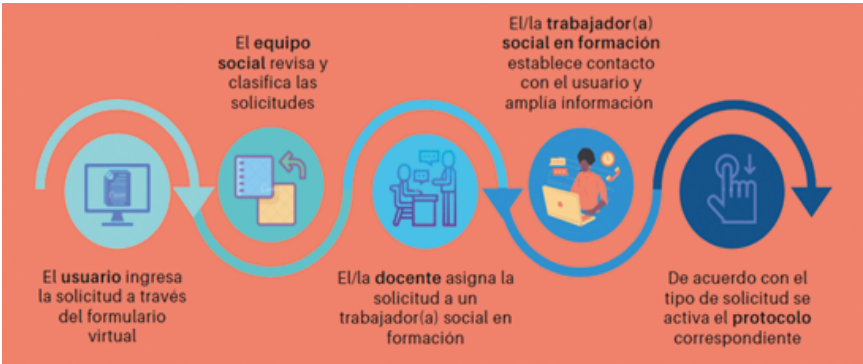 El usuario ingresa
la solicitud a través
del formulario
virtual
El equipo
social revisa y
clasifica las
solicitudes
El/la docente asigna la
solicitud a un
trabajador(a) social en
formación
El/la trabajador(a)
social en formación
establece contacto
con el usuario y
amplía información
De acuerdo con el
tipo de solicitud se
activa el protocolo
correspondiente